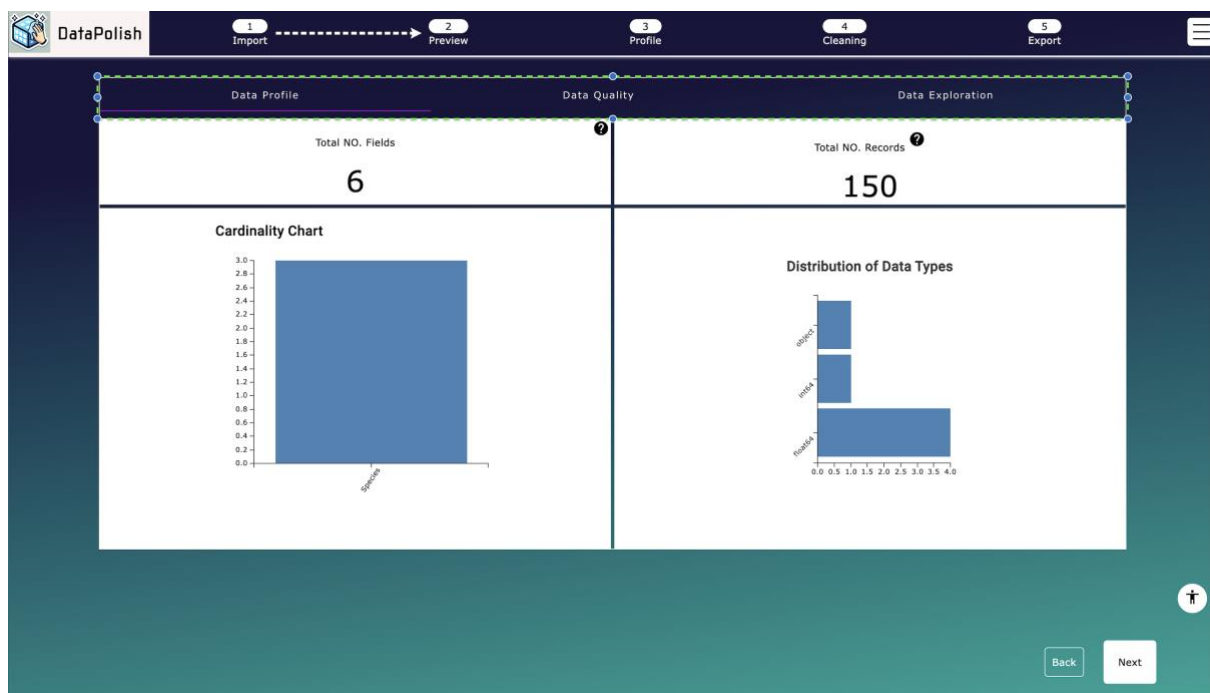 DataPolish
1
Import
2
Preview
3
Profile
4
Cleaning
5
Export
Data Profile
Data Quality
Data Exploration
Total NO. Fields
?
6
Total NO. Records
?
150
Cardinality Chart
3.0
2.8
2.6
2.4
2.2
2.0
1.8
1.6
1.4
1.2
1.0
0.8
0.6
0.4
0.2
0.0
Species
Distribution of Data Types
object
int64
float64
0.0 0.5 1.0 1.5 2.0 2.5 3.0 3.5 4.0
Back
Next